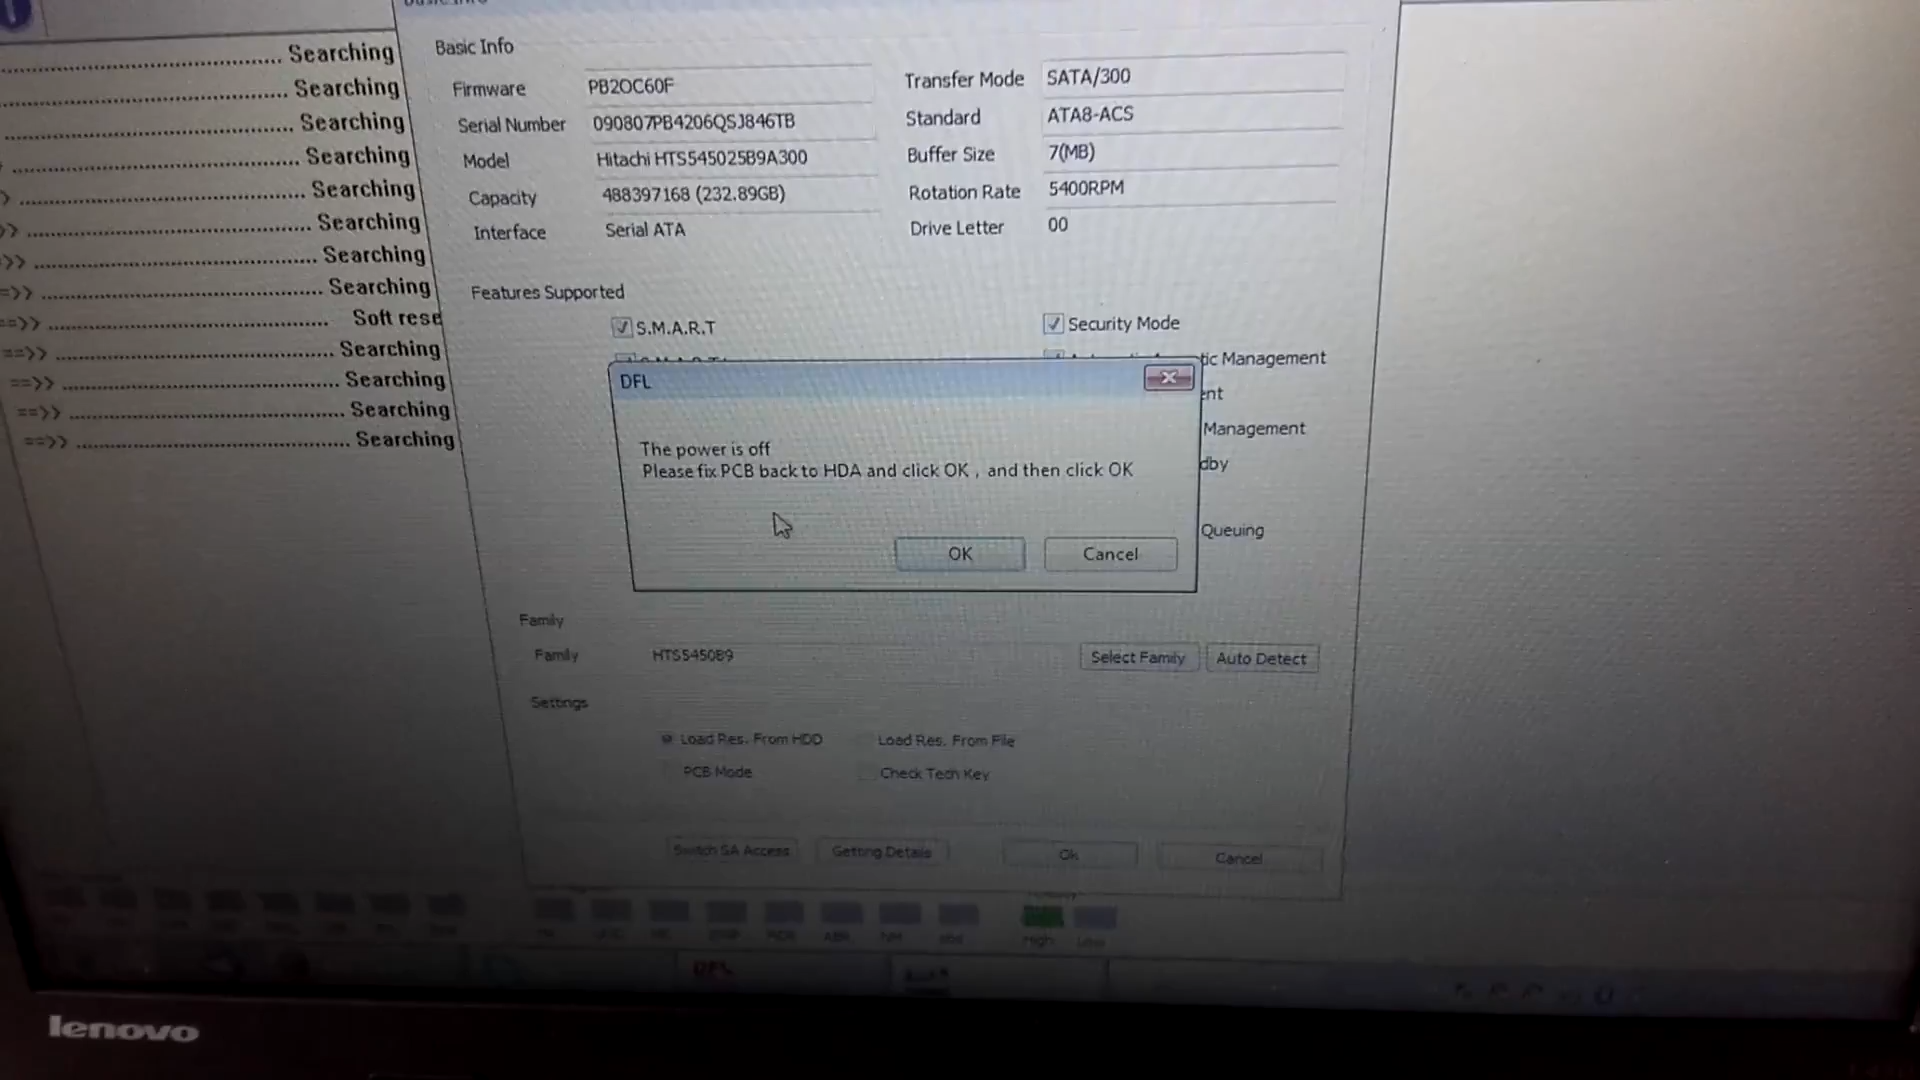 Searching
Searching
Searching
Searching
Searching
Searching
Searching
Searching
Soft rese
Searching
Searching
Searching
Searching
Basic Info
Firmware PB2OC60F
Serial Number 090807PB4206QSJ846TB
Model Hitachi HTS545025B9A300
Capacity 488397168 (232.89GB)
Interface Serial ATA
Transfer Mode SATA/300
Standard ATA8-ACS
Buffer Size 7(MB)
Rotation Rate 5400RPM
Drive Letter 00
Features Supported
S.M.A.R.T
Security Mode
tic Management
ent
Management
dby
Queuing
DFL
The power is off
Please fix PCB back to HDA and click OK , and then click OK
OK Cancel
Family
Family HTS5450B9 Select Family Auto Detect
Settings
Load Res. From HDD Load Res. From File
PCB Mode Check Tech Key
Switch SA Access Getting Details Ok Cancel
High Low
DFL
lenovo